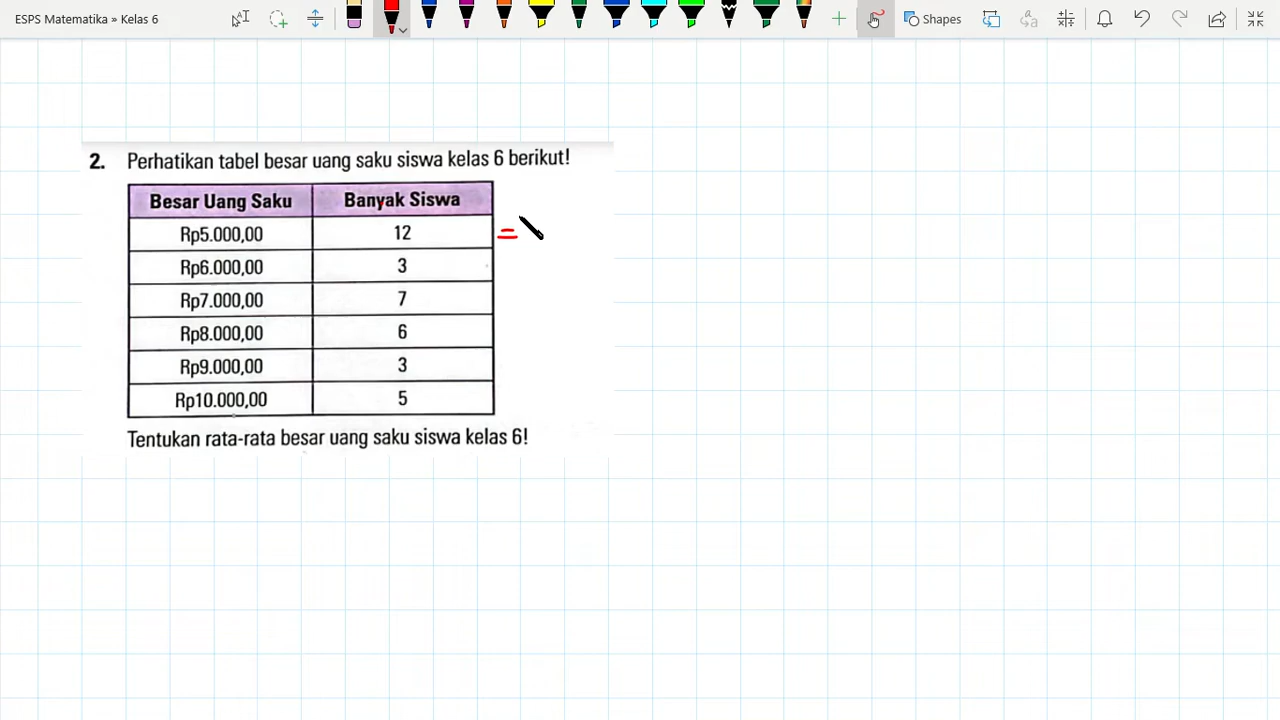 ESPS Matematika » Kelas 6
Shapes
2. Perhatikan tabel besar uang saku siswa kelas 6 berikut!
Besar Uang Saku Banyak Siswa
Rp5.000,00 12 =
Rp6.000,00 3
Rp7.000,00 7
Rp8.000,00 6
Rp9.000,00 3
Rp10.000,00 5
Tentukan rata-rata besar uang saku siswa kelas 6!